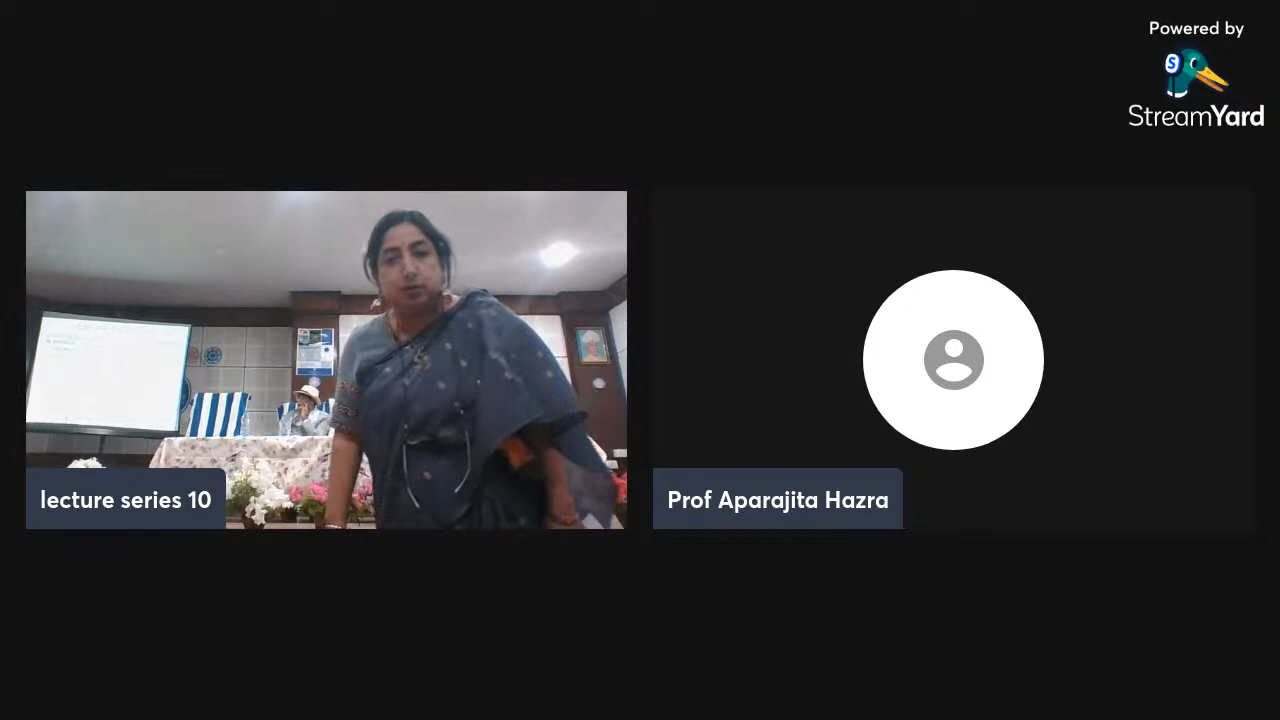 Powered by
S
StreamYard
lecture series 10
Prof Aparajita Hazra